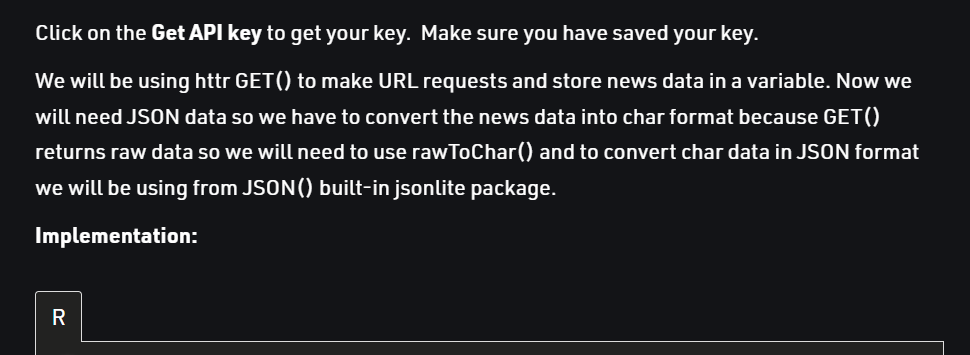 Click on the Get API key to get your key.  Make sure you have saved your key.
We will be using httr GET() to make URL requests and store news data in a variable. Now we
will need JSON data so we have to convert the news data into char format because GET()
returns raw data so we will need to use rawToChar() and to convert char data in JSON format
we will be using from JSON() built-in jsonlite package.
Implementation:
R